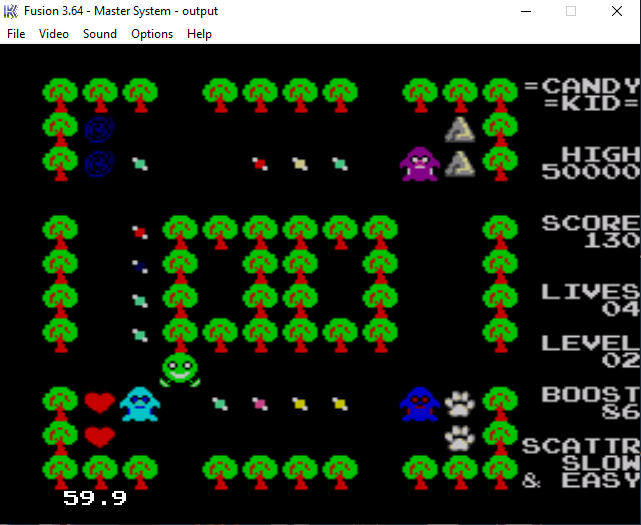 Fusion 3.64 - Master System - output
File Video Sound Options Help
=CANDY
=KID=
HIGH
50000
SCORE
130
LIVES
04
LEVEL
02
BOOST
86
SCATTR
SLOW
& EASY
59.9